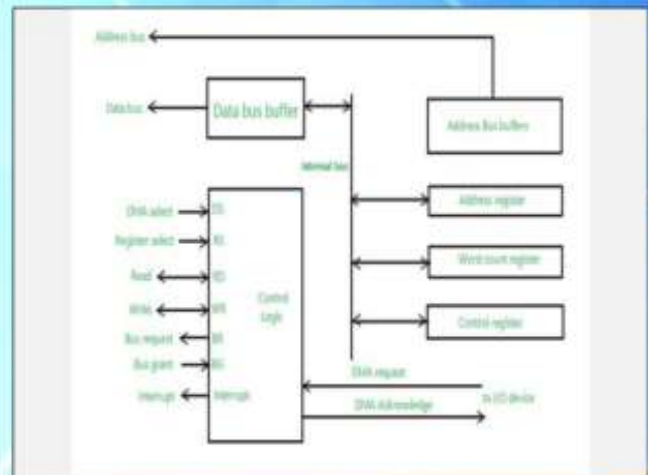 Address bus
Data bus
Data bus buffer
Address Bus buffers
Internal bus
DMA select
DS
Address register
Register select
RS
Read
RD
Word count register
Write
WR
Control
Logic
Bus request
BR
Control register
Bus grant
BG
DMA request
Interrupt
Interrupt
to I/O device
DMA Acknowledge